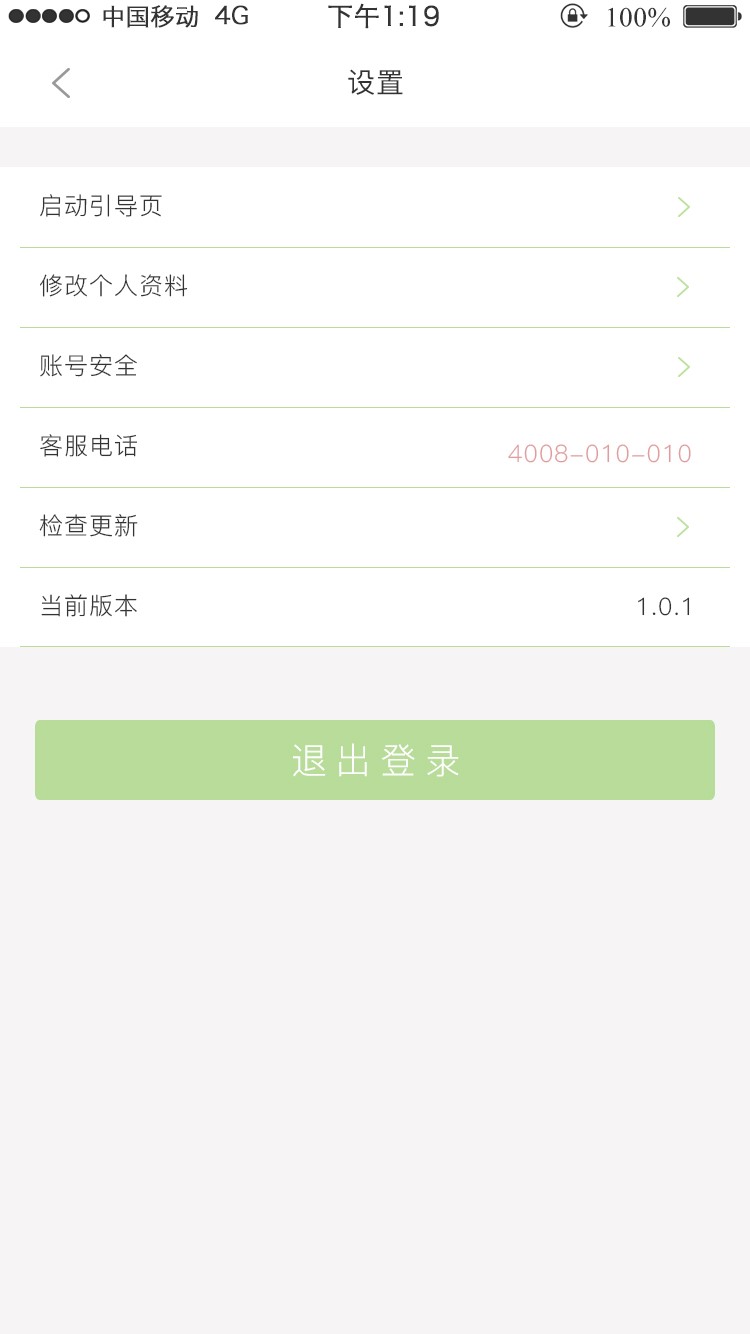 中国移动 4G 下午1:19 100%
设置
启动引导页
修改个人资料
账号安全
客服电话 4008-010-010
检查更新
当前版本 1.0.1
退出登录